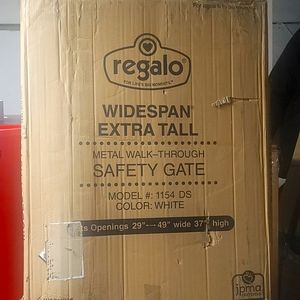 regalo
FOR LIFE'S BIG MOMENTS™
WIDESPAN®
EXTRA TALL
METAL WALK-THROUGH
SAFETY GATE
MODEL #: 1154 DS
COLOR: WHITE
Openings 29"--- 49" wide 37" high
jpma